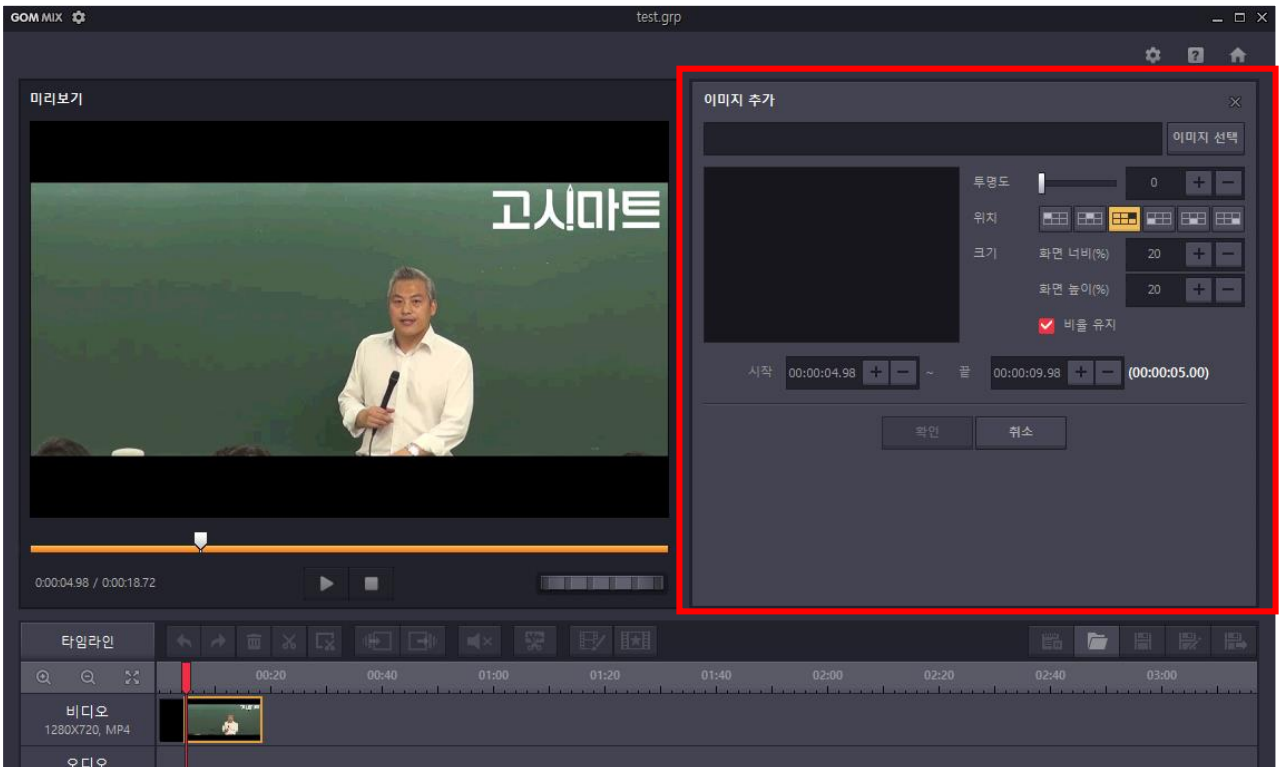 GOM MIX
test.grp
미리보기
고시마트
0:00:04.98 / 0:00:18.72
이미지 추가
이미지 선택
투명도 0
위치
크기 화면 너비(%) 20
화면 높이(%) 20
비율 유지
시작 00:00:04.98 ~ 끝 00:00:09.98 (00:00:05.00)
확인 취소
타임라인
00:20 00:40 01:00 01:20 01:40 02:00 02:20 02:40 03:00
비디오
1280X720, MP4
오디오